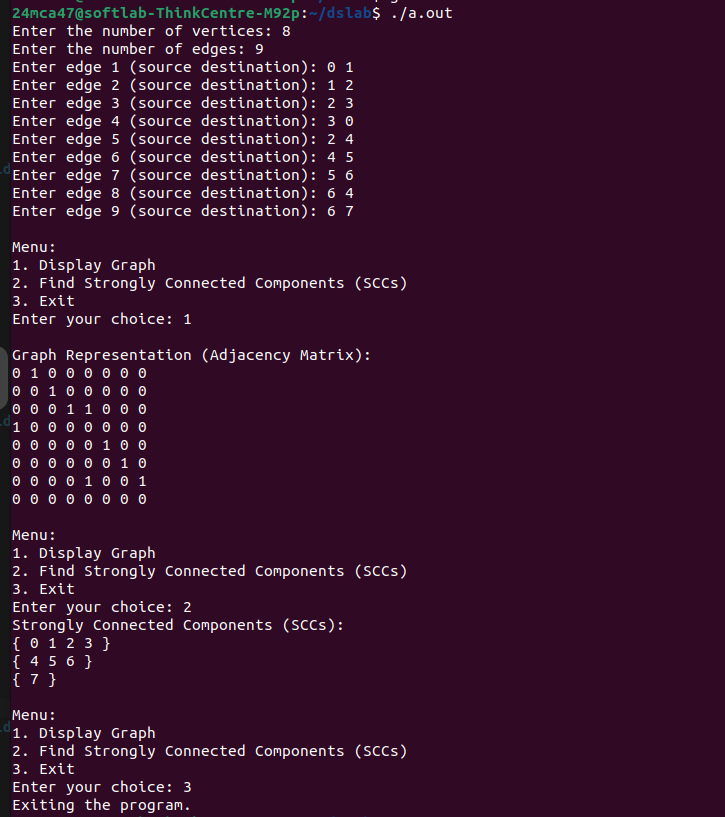 24mca47@softlab-ThinkCentre-M92p:~/dslab$ ./a.out
Enter the number of vertices: 8
Enter the number of edges: 9
Enter edge 1 (source destination): 0 1
Enter edge 2 (source destination): 1 2
Enter edge 3 (source destination): 2 3
Enter edge 4 (source destination): 3 0
Enter edge 5 (source destination): 2 4
Enter edge 6 (source destination): 4 5
Enter edge 7 (source destination): 5 6
Enter edge 8 (source destination): 6 4
Enter edge 9 (source destination): 6 7
Menu:
1. Display Graph
2. Find Strongly Connected Components (SCCs)
3. Exit
Enter your choice: 1
Graph Representation (Adjacency Matrix):
0 1 0 0 0 0 0 0
0 0 1 0 0 0 0 0
0 0 0 1 1 0 0 0
1 0 0 0 0 0 0 0
0 0 0 0 0 1 0 0
0 0 0 0 0 0 1 0
0 0 0 0 1 0 0 1
0 0 0 0 0 0 0 0
Menu:
1. Display Graph
2. Find Strongly Connected Components (SCCs)
3. Exit
Enter your choice: 2
Strongly Connected Components (SCCs):
{ 0 1 2 3 }
{ 4 5 6 }
{ 7 }
Menu:
1. Display Graph
2. Find Strongly Connected Components (SCCs)
3. Exit
Enter your choice: 3
Exiting the program.